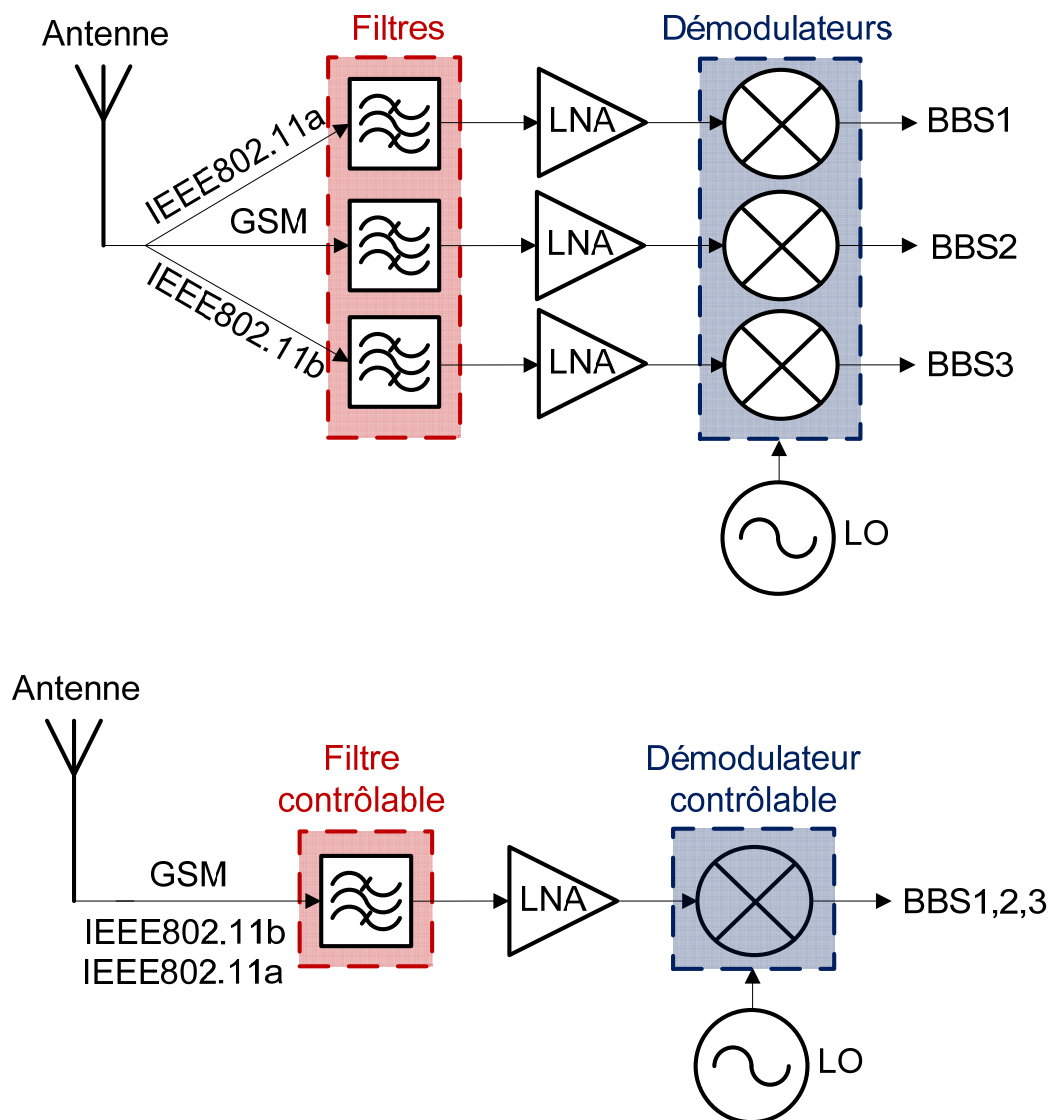 Antenne
Filtres
Démodulateurs
IEEE802.11a
LNA
BBS1
GSM
LNA
BBS2
IEEE802.11b
LNA
BBS3
LO
Antenne
Filtre
contrôlable
Démodulateur
contrôlable
GSM
IEEE802.11b
IEEE802.11a
LNA
BBS1,2,3
LO